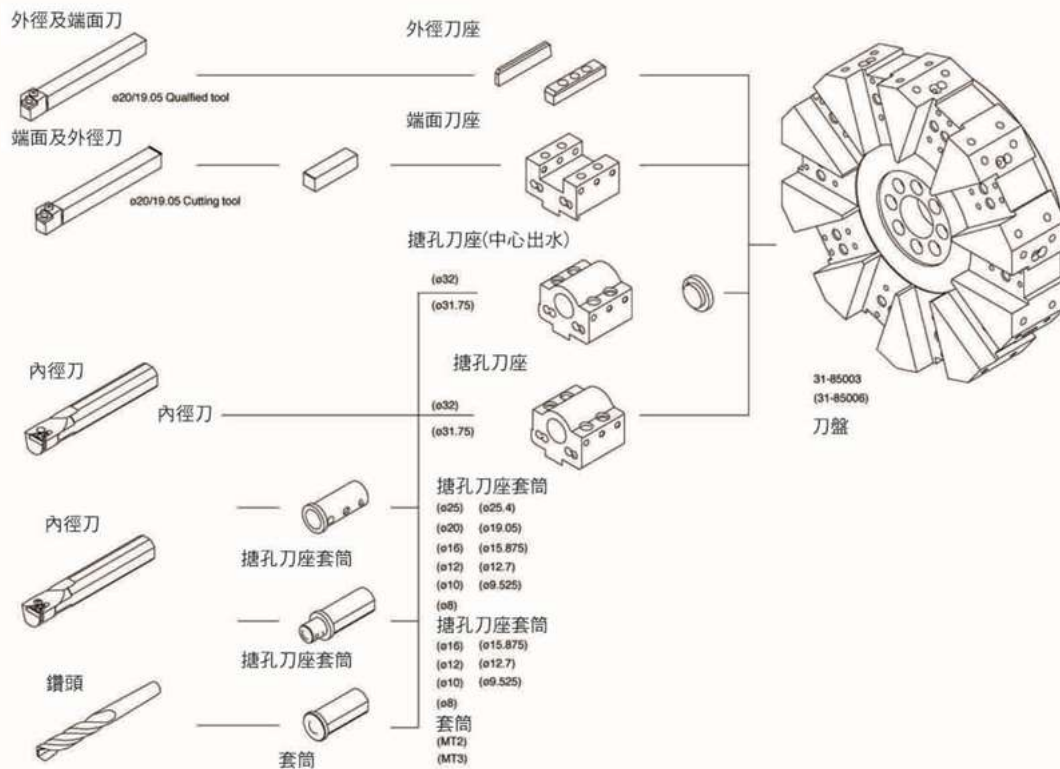 外徑及端面刀
外徑刀座
ø20/19.05 Qualfied tool
端面及外徑刀
端面刀座
ø20/19.05 Cutting tool
搪孔刀座(中心出水)
(ø32)
(ø31.75)
內徑刀
內徑刀
搪孔刀座
(ø32)
(ø31.75)
31-85003
(31-85006)
刀盤
內徑刀
搪孔刀座套筒
搪孔刀座套筒
(ø25) (ø25.4)
(ø20) (ø19.05)
(ø16) (ø15.875)
(ø12) (ø12.7)
(ø10) (ø9.525)
(ø8)
搪孔刀座套筒
搪孔刀座套筒
(ø16) (ø15.875)
(ø12) (ø12.7)
(ø10) (ø9.525)
(ø8)
鑽頭
套筒
套筒
(MT2)
(MT3)